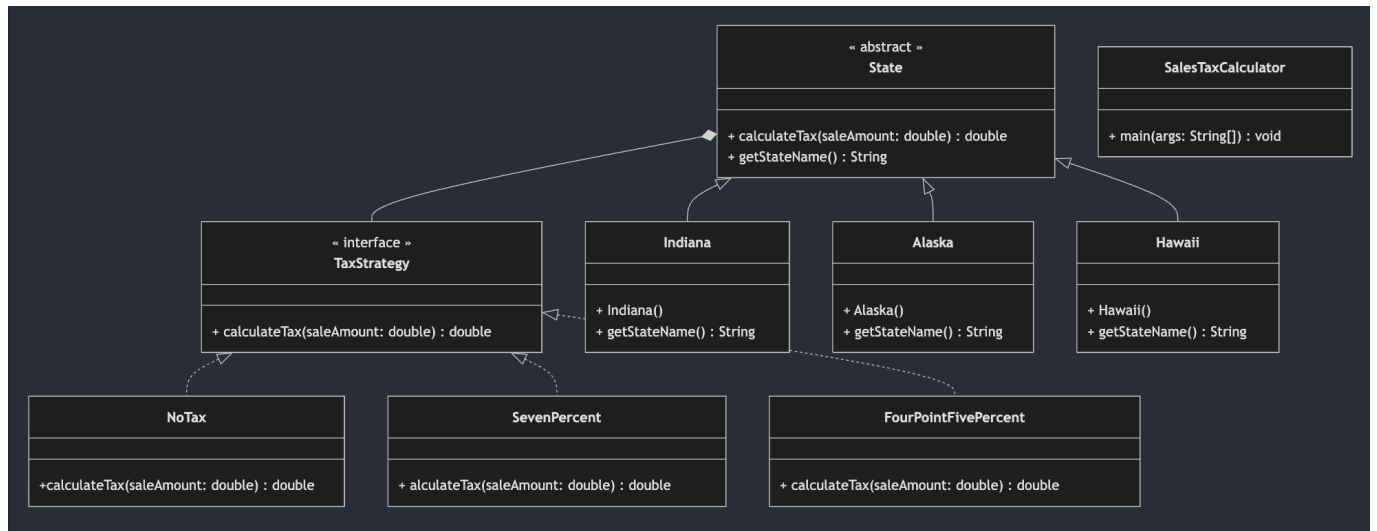 « abstract »
State
+ calculateTax(saleAmount: double) : double
+ getStateName() : String
SalesTaxCalculator
+ main(args: String[]) : void
« interface »
TaxStrategy
+ calculateTax(saleAmount: double) : double
Indiana
+ Indiana()
+ getStateName() : String
Alaska
+ Alaska()
+ getStateName() : String
Hawaii
+ Hawaii()
+ getStateName() : String
NoTax
+calculateTax(saleAmount: double) : double
SevenPercent
+ alculateTax(saleAmount: double) : double
FourPointFivePercent
+ calculateTax(saleAmount: double) : double